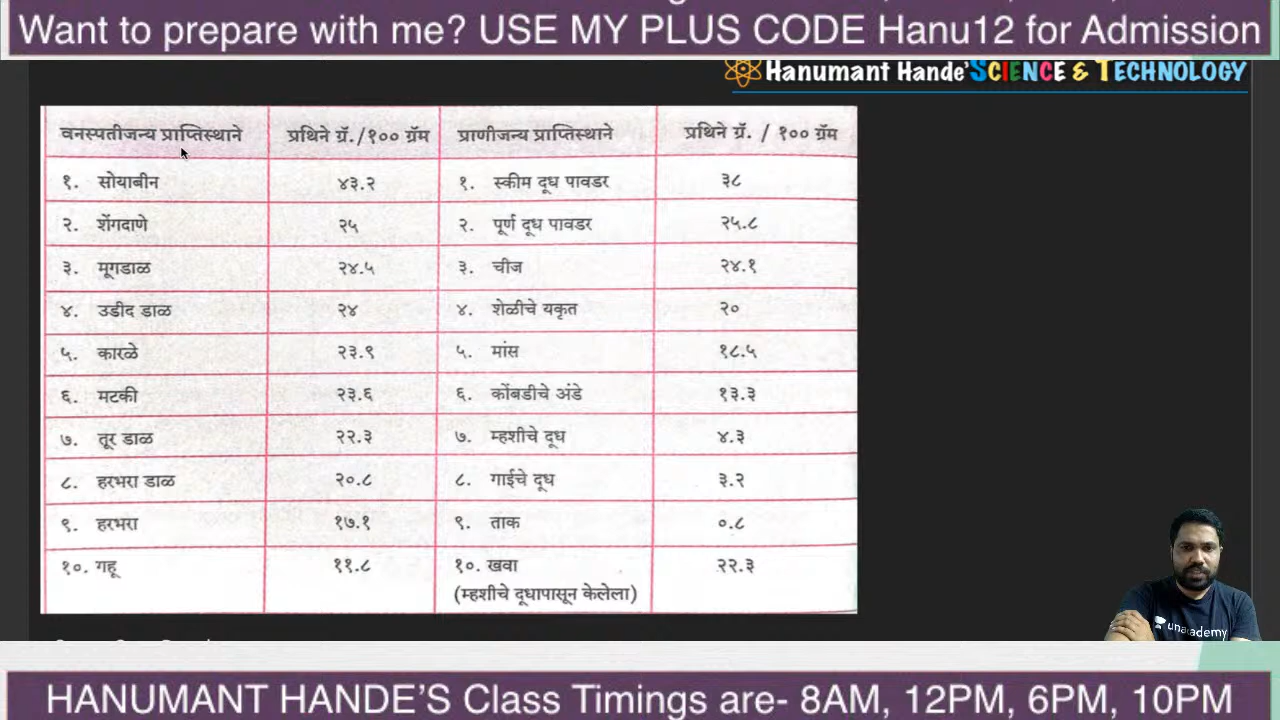 Want to prepare with me? USE MY PLUS CODE Hanu12 for Admission
Hanumant Hande'SCIENCE & TECHNOLOGY
वनस्पतीजन्य प्राप्तिस्थाने प्रथिने ग्रॅ./१०० ग्रॅम प्राणीजन्य प्राप्तिस्थाने प्रथिने ग्रॅ. / १०० ग्रॅम
१. सोयाबीन ४३.२ १. स्कीम दूध पावडर ३८
२. शेंगदाणे २५ २. पूर्ण दूध पावडर २५.८
३. मूगडाळ २४.५ ३. चीज २४.१
४. उडीद डाळ २४ ४. शेळीचे यकृत २०
५. कारळे २३.९ ५. मांस १८.५
६. मटकी २३.६ ६. कोंबडीचे अंडे १३.३
७. तूर डाळ २२.३ ७. म्हशीचे दूध ४.३
८. हरभरा डाळ २०.८ ८. गाईचे दूध ३.२
९. हरभरा १७.१ ९. ताक ०.८
१०. गहू ११.८ १०. खवा २२.३
(म्हशीचे दूधापासून केलेला)
unacademy
HANUMANT HANDE'S Class Timings are- 8AM, 12PM, 6PM, 10PM